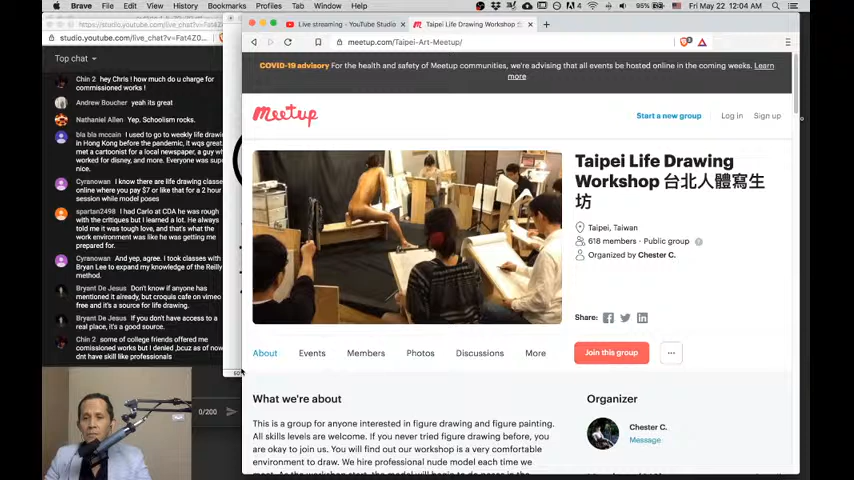 Brave File Edit View History Bookmarks Profiles Tab Window Help
95% Fri May 22 12:04 AM
https://studio.youtube.com/live_chat?v=Fat4Z0
studio.youtube.com/live_chat?v=Fat4Z0...
Top chat
Chin 2 hey Chris ! how much do u charge for
commissioned works?
Andrew Boucher yeah its great
Nathaniel Allen Yep. Schoolism rocks.
bla bla mccain I used to go to weekly life drawi
In Hong Kong before the pandemic, it wqs great
met a cartoonist for a local newspaper, a guy wh
worked for disney, and more. Everyone was sup
nice.
Cyranowan I know there are life drawing classe
online where you pay $7 or like that for a 2 hour
session while model poses
spartan2498 I had Carlo at CDA he was rough
with the critiques but I learned a lot. He always
told me it was tough love, and that's what the
work environment was like he was getting me
prepared for.
Cyranowan And yep, agree. I took classes with
Bryan Lee to expand my knowledge of the Reilly
method.
Bryant De Jesus Don't know if anyone has
mentioned it already, but croquis cafe on vimeo
free and it's a source for life drawing.
Bryant De Jesus If you don't have access to a
real place, it's a good source.
Chin 2 some of college friends offered me
comissioned works but I denied ,bcuz as of now
dnt have skill like professionals
0/200
Live streaming - YouTube Studio
Taipei Life Drawing Workshop
meetup.com/Taipei-Art-Meetup/
COVID-19 advisory For the health and safety of Meetup communities, we're advising that all events be hosted online in the coming weeks. Learn
more.
Meetup
Start a new group Log in Sign up
Taipei Life Drawing
Workshop 台北人體寫生
坊
Taipei, Taiwan
618 members · Public group
Organized by Chester C.
Share:
About Events Members Photos Discussions More
Join this group
...
What we're about
This is a group for anyone interested in figure drawing and figure painting.
All skills levels are welcome. If you never tried figure drawing before, you
are okay to join us. You will find out our workshop is a very comfortable
environment to draw. We hire professional nude model each time we
Organizer
Chester C.
Message